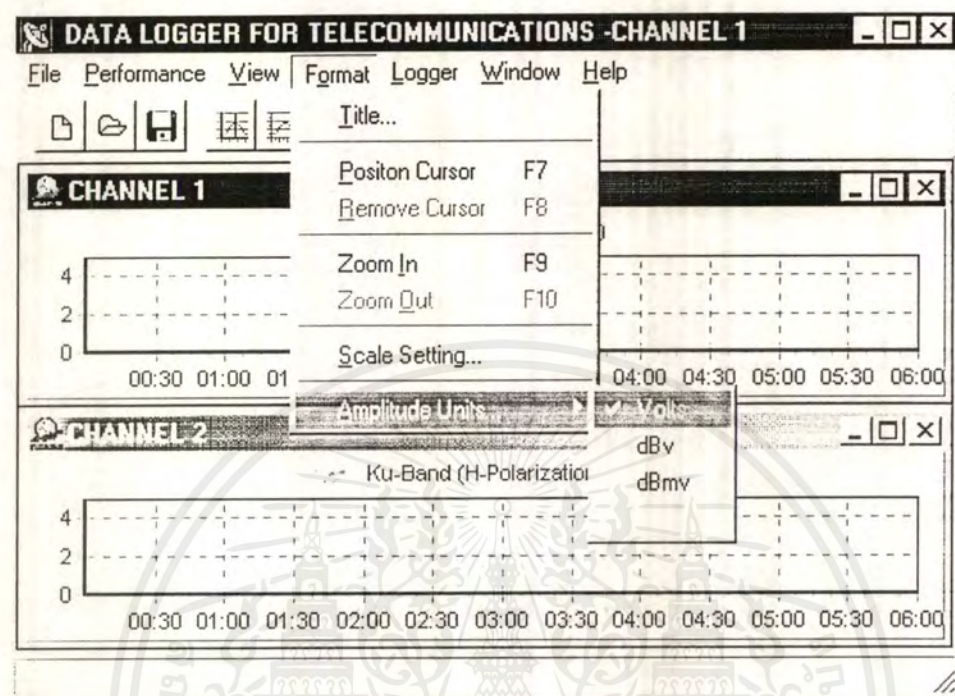 DATA LOGGER FOR TELECOMMUNICATIONS -CHANNEL 1
File Performance View Format Logger Window Help
Title...
Positon Cursor F7
Remove Cursor F8
Zoom In F9
Zoom Out F10
Scale Setting...
Amplitude Units...
Volts
dBv
dBmv
CHANNEL 1
4
2
0
00:30 01:00 01 04:00 04:30 05:00 05:30 06:00
CHANNEL 2
Ku-Band (H-Polarization
4
2
0
00:30 01:00 01:30 02:00 02:30 03:00 03:30 04:00 04:30 05:00 05:30 06:00